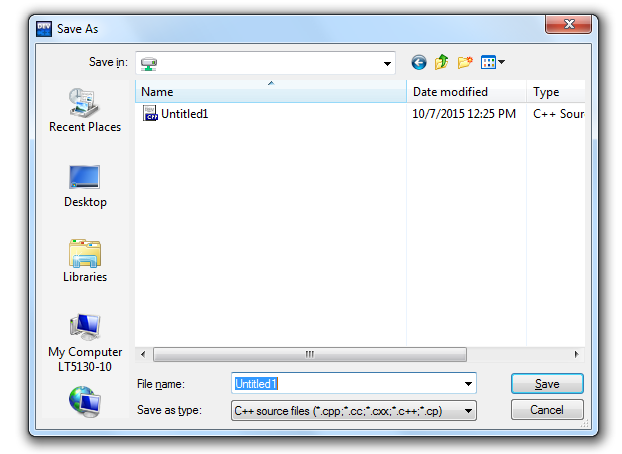 Save As
Save in:
Name Date modified Type
Untitled1 10/7/2015 12:25 PM C++ Sour
Recent Places
Desktop
Libraries
My Computer
LT5130-10
File name: Untitled1 Save
Save as type: C++ source files (*.cpp;*.cc;*.cxx;*.c++;*.cp) Cancel